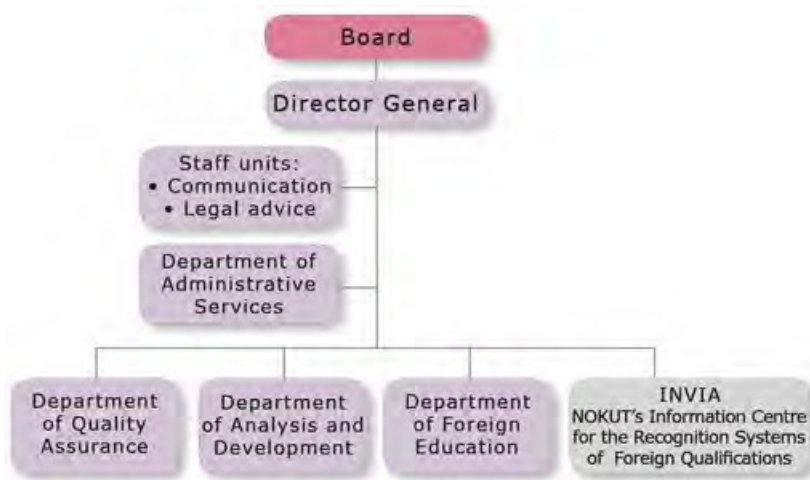 Board
Director General
Staff units:
• Communication
• Legal advice
Department of
Administrative
Services
Department
of Quality
Assurance
Department
of Analysis and
Development
Department
of Foreign
Education
INVIA
NOKUT's Information Centre
for the Recognition Systems
of Foreign Qualifications